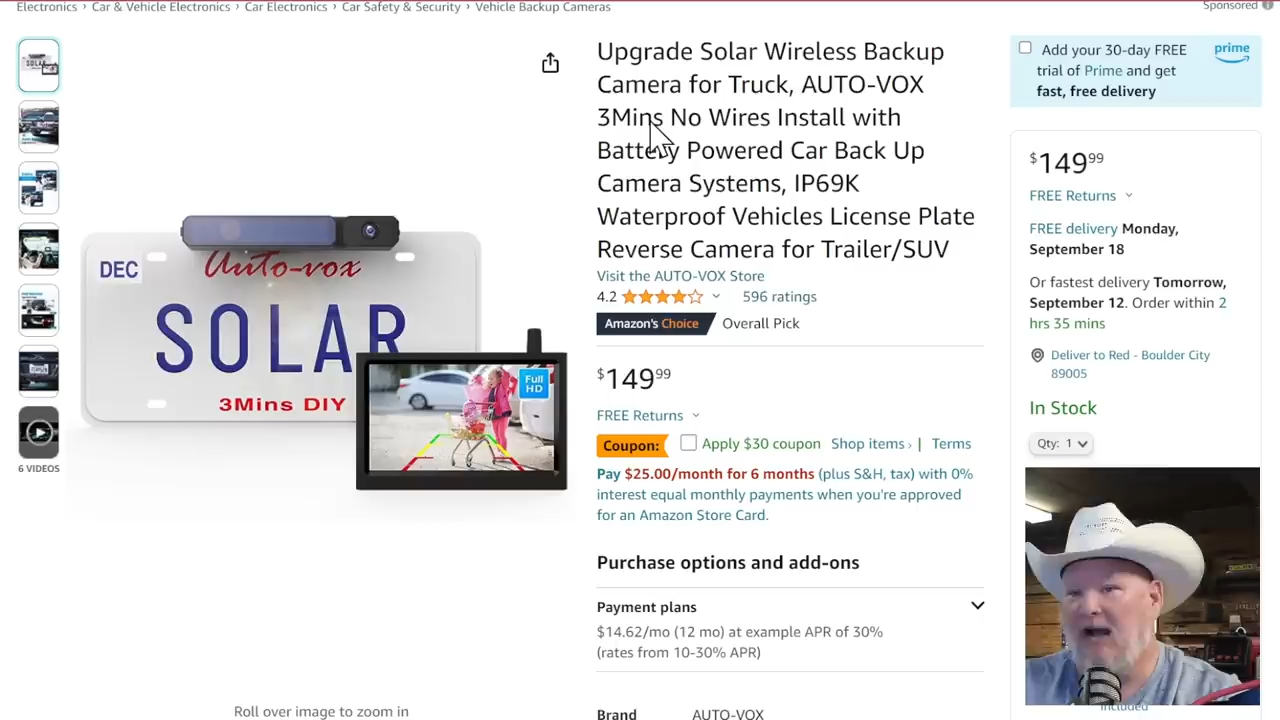 Electronics › Car & Vehicle Electronics › Car Electronics › Car Safety & Security › Vehicle Backup Cameras
Sponsored
6 VIDEOS
DEC
Auto-vox
SOLAR
3Mins DIY
Full
HD
Roll over image to zoom in
Upgrade Solar Wireless Backup
Camera for Truck, AUTO-VOX
3Mins No Wires Install with
Battery Powered Car Back Up
Camera Systems, IP69K
Waterproof Vehicles License Plate
Reverse Camera for Trailer/SUV
Visit the AUTO-VOX Store
4.2 596 ratings
Amazon's Choice Overall Pick
$14999
FREE Returns
Coupon: Apply $30 coupon Shop items › | Terms
Pay $25.00/month for 6 months (plus S&H, tax) with 0%
interest equal monthly payments when you're approved
for an Amazon Store Card.
Purchase options and add-ons
Payment plans
$14.62/mo (12 mo) at example APR of 30%
(rates from 10-30% APR)
Brand AUTO-VOX
Add your 30-day FREE
trial of Prime and get
fast, free delivery
prime
$14999
FREE Returns
FREE delivery Monday,
September 18
Or fastest delivery Tomorrow,
September 12. Order within 2
hrs 35 mins
Deliver to Red - Boulder City
89005
In Stock
Qty: 1
included